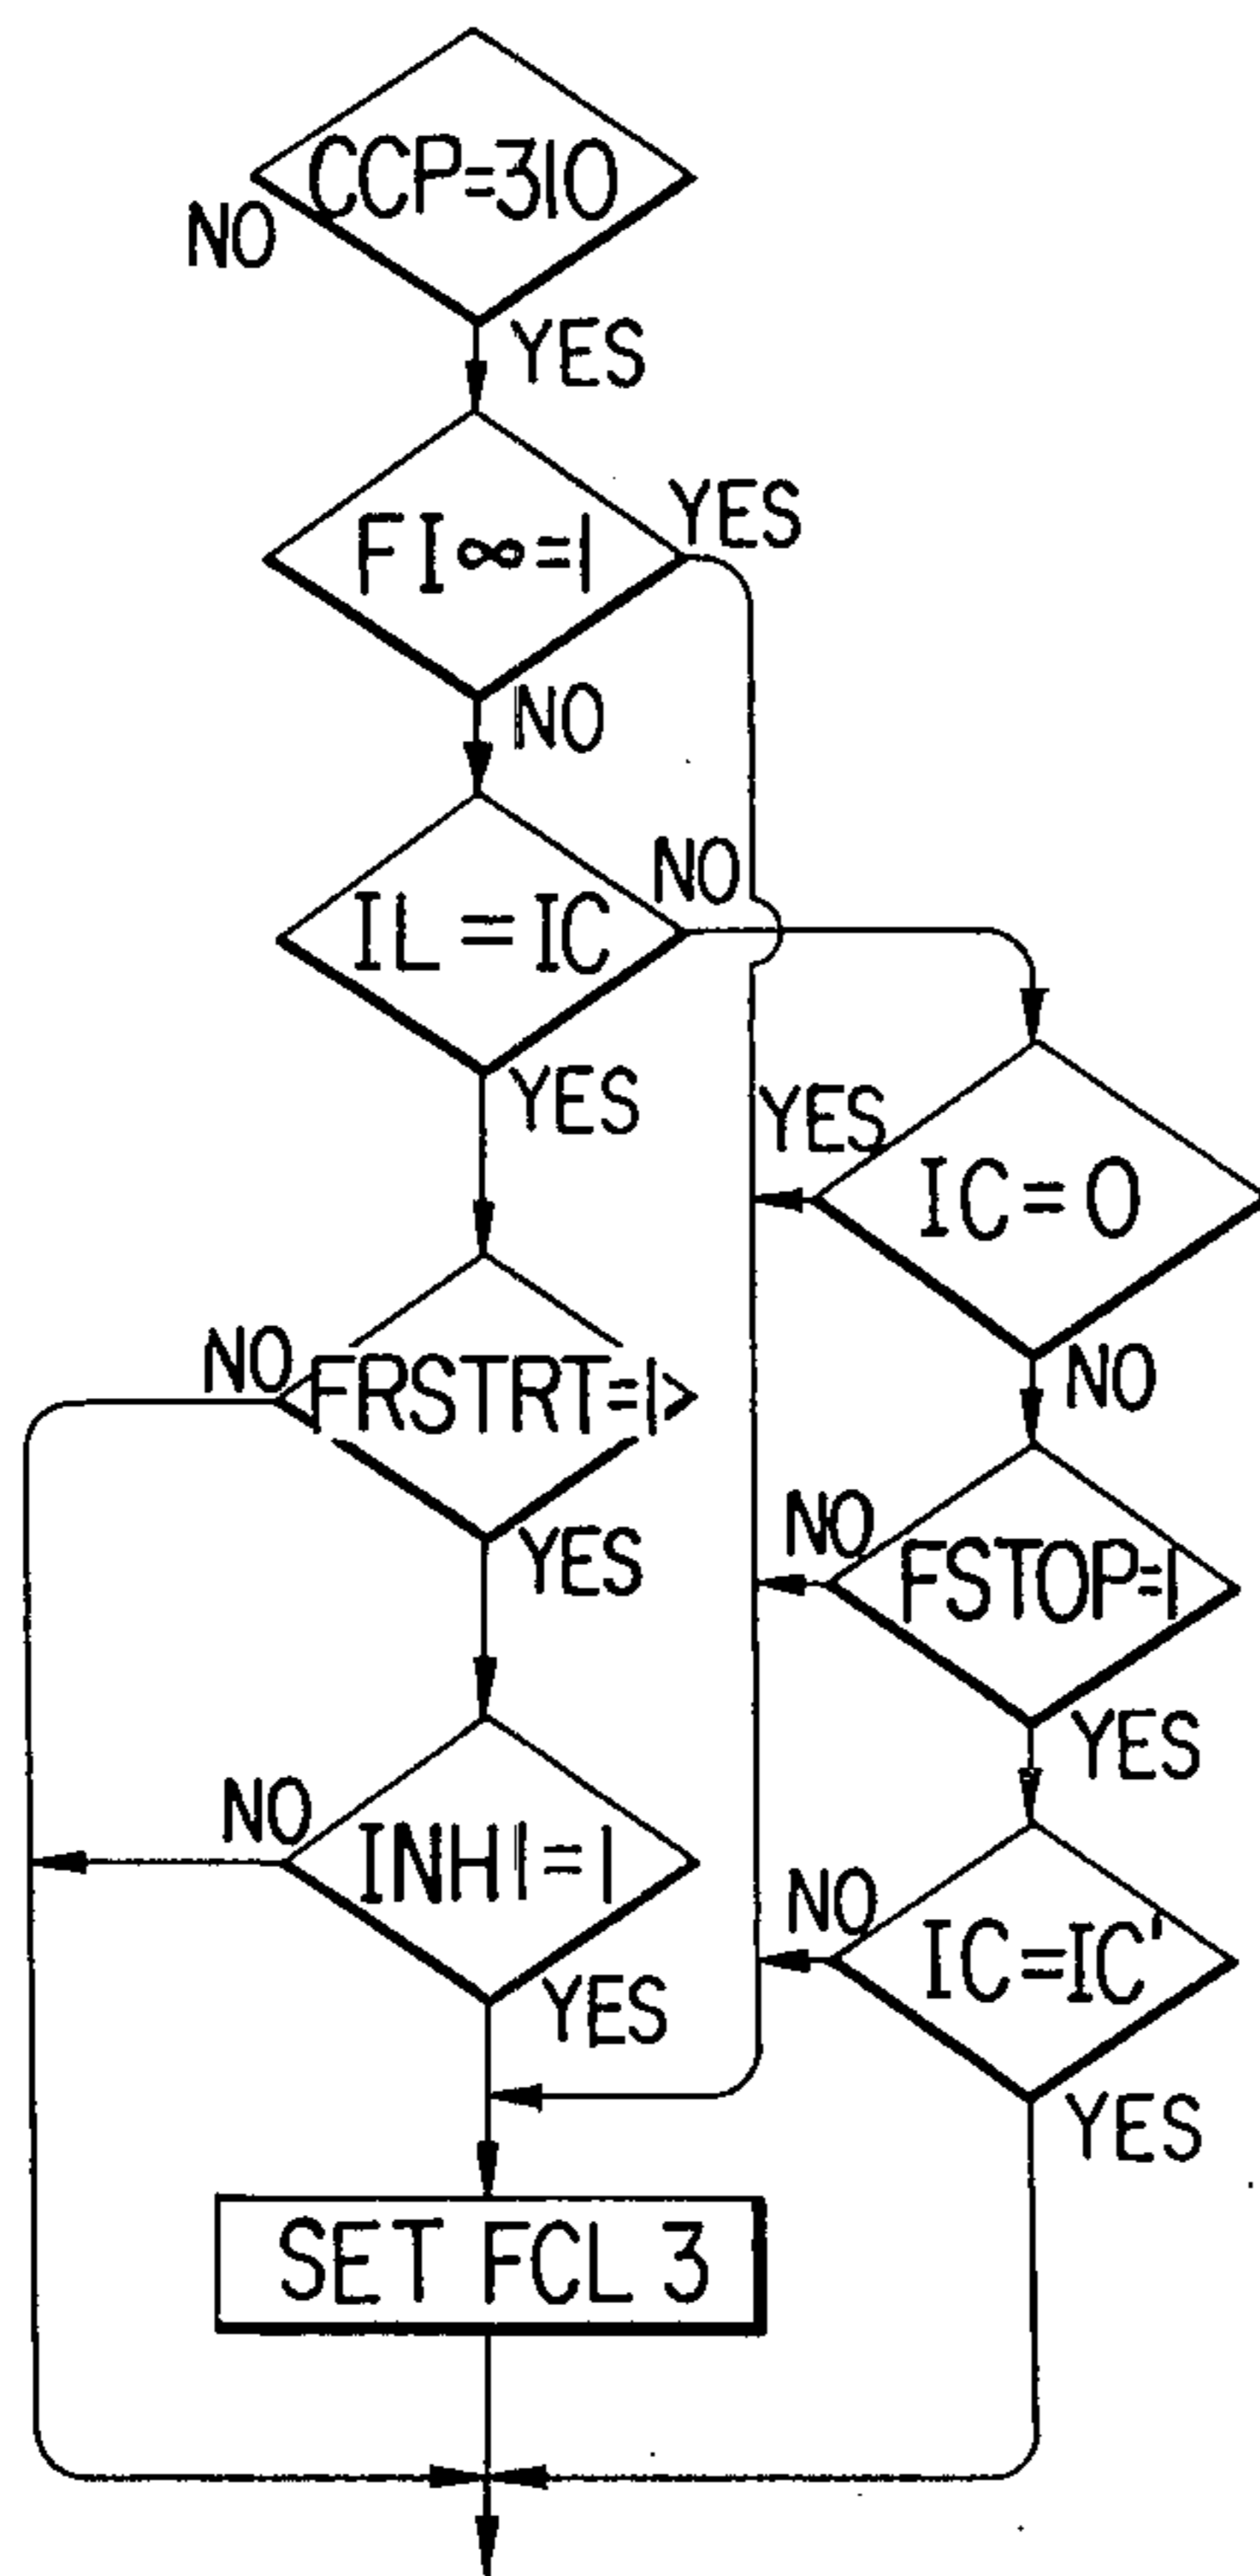 CCP=310
NO
YES
FI∞=1
YES
NO
IL=IC
NO
YES
IC=0
YES
NO
FRSTRT=1
NO
YES
FSTOP=1
NO
YES
INHI=1
NO
YES
IC=IC'
NO
YES
SET FCL 3